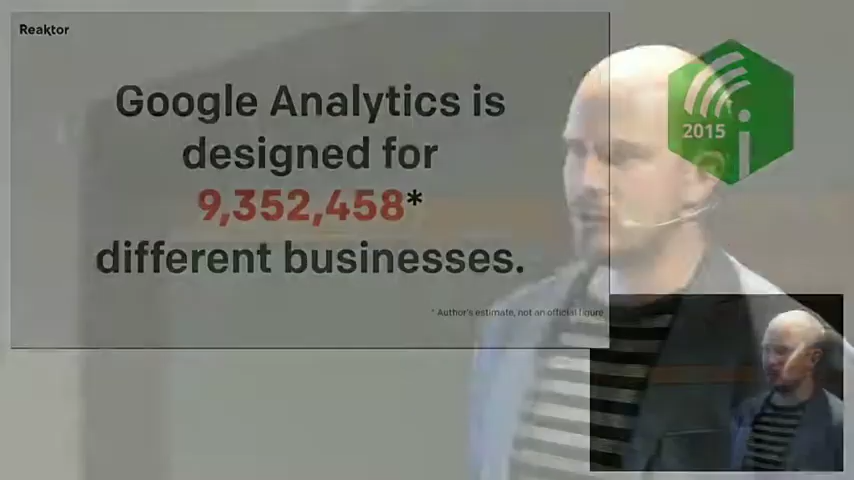 Reaktor
Google Analytics is
designed for
9,352,458*
different businesses.
* Author's estimate, not an official figure
2015
i